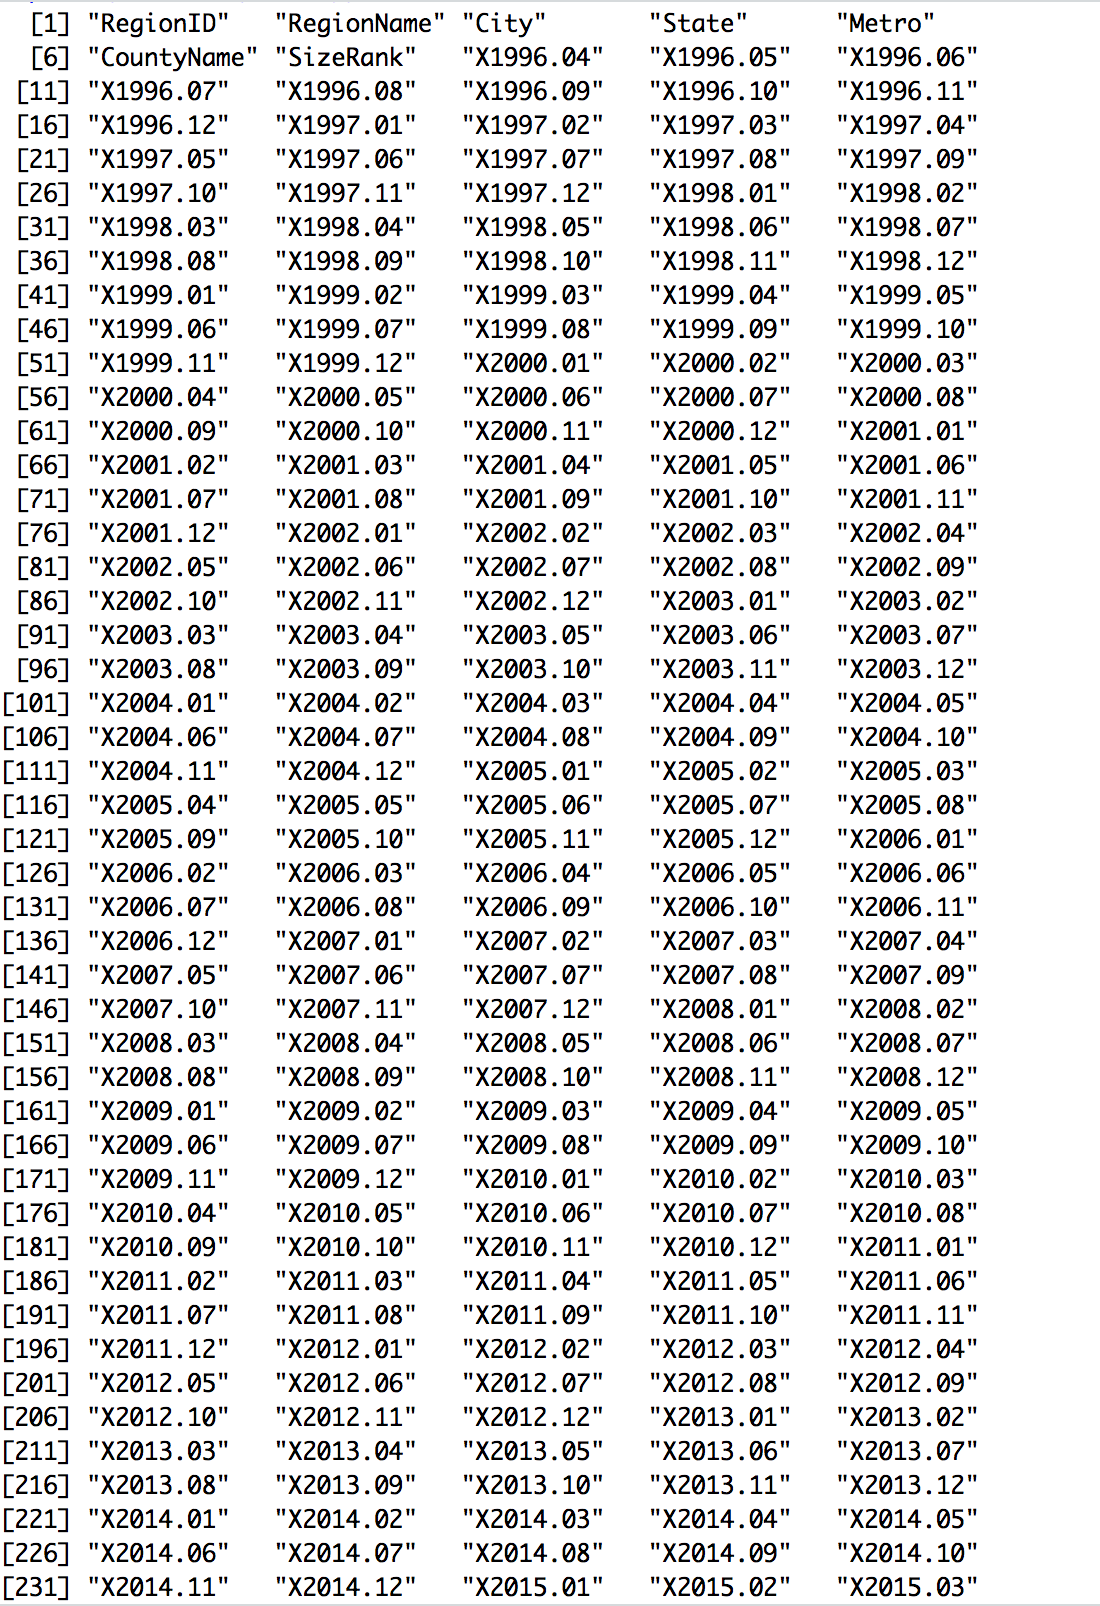 [1] "RegionID" "RegionName" "City" "State" "Metro"
[6] "CountyName" "SizeRank" "X1996.04" "X1996.05" "X1996.06"
[11] "X1996.07" "X1996.08" "X1996.09" "X1996.10" "X1996.11"
[16] "X1996.12" "X1997.01" "X1997.02" "X1997.03" "X1997.04"
[21] "X1997.05" "X1997.06" "X1997.07" "X1997.08" "X1997.09"
[26] "X1997.10" "X1997.11" "X1997.12" "X1998.01" "X1998.02"
[31] "X1998.03" "X1998.04" "X1998.05" "X1998.06" "X1998.07"
[36] "X1998.08" "X1998.09" "X1998.10" "X1998.11" "X1998.12"
[41] "X1999.01" "X1999.02" "X1999.03" "X1999.04" "X1999.05"
[46] "X1999.06" "X1999.07" "X1999.08" "X1999.09" "X1999.10"
[51] "X1999.11" "X1999.12" "X2000.01" "X2000.02" "X2000.03"
[56] "X2000.04" "X2000.05" "X2000.06" "X2000.07" "X2000.08"
[61] "X2000.09" "X2000.10" "X2000.11" "X2000.12" "X2001.01"
[66] "X2001.02" "X2001.03" "X2001.04" "X2001.05" "X2001.06"
[71] "X2001.07" "X2001.08" "X2001.09" "X2001.10" "X2001.11"
[76] "X2001.12" "X2002.01" "X2002.02" "X2002.03" "X2002.04"
[81] "X2002.05" "X2002.06" "X2002.07" "X2002.08" "X2002.09"
[86] "X2002.10" "X2002.11" "X2002.12" "X2003.01" "X2003.02"
[91] "X2003.03" "X2003.04" "X2003.05" "X2003.06" "X2003.07"
[96] "X2003.08" "X2003.09" "X2003.10" "X2003.11" "X2003.12"
[101] "X2004.01" "X2004.02" "X2004.03" "X2004.04" "X2004.05"
[106] "X2004.06" "X2004.07" "X2004.08" "X2004.09" "X2004.10"
[111] "X2004.11" "X2004.12" "X2005.01" "X2005.02" "X2005.03"
[116] "X2005.04" "X2005.05" "X2005.06" "X2005.07" "X2005.08"
[121] "X2005.09" "X2005.10" "X2005.11" "X2005.12" "X2006.01"
[126] "X2006.02" "X2006.03" "X2006.04" "X2006.05" "X2006.06"
[131] "X2006.07" "X2006.08" "X2006.09" "X2006.10" "X2006.11"
[136] "X2006.12" "X2007.01" "X2007.02" "X2007.03" "X2007.04"
[141] "X2007.05" "X2007.06" "X2007.07" "X2007.08" "X2007.09"
[146] "X2007.10" "X2007.11" "X2007.12" "X2008.01" "X2008.02"
[151] "X2008.03" "X2008.04" "X2008.05" "X2008.06" "X2008.07"
[156] "X2008.08" "X2008.09" "X2008.10" "X2008.11" "X2008.12"
[161] "X2009.01" "X2009.02" "X2009.03" "X2009.04" "X2009.05"
[166] "X2009.06" "X2009.07" "X2009.08" "X2009.09" "X2009.10"
[171] "X2009.11" "X2009.12" "X2010.01" "X2010.02" "X2010.03"
[176] "X2010.04" "X2010.05" "X2010.06" "X2010.07" "X2010.08"
[181] "X2010.09" "X2010.10" "X2010.11" "X2010.12" "X2011.01"
[186] "X2011.02" "X2011.03" "X2011.04" "X2011.05" "X2011.06"
[191] "X2011.07" "X2011.08" "X2011.09" "X2011.10" "X2011.11"
[196] "X2011.12" "X2012.01" "X2012.02" "X2012.03" "X2012.04"
[201] "X2012.05" "X2012.06" "X2012.07" "X2012.08" "X2012.09"
[206] "X2012.10" "X2012.11" "X2012.12" "X2013.01" "X2013.02"
[211] "X2013.03" "X2013.04" "X2013.05" "X2013.06" "X2013.07"
[216] "X2013.08" "X2013.09" "X2013.10" "X2013.11" "X2013.12"
[221] "X2014.01" "X2014.02" "X2014.03" "X2014.04" "X2014.05"
[226] "X2014.06" "X2014.07" "X2014.08" "X2014.09" "X2014.10"
[231] "X2014.11" "X2014.12" "X2015.01" "X2015.02" "X2015.03"